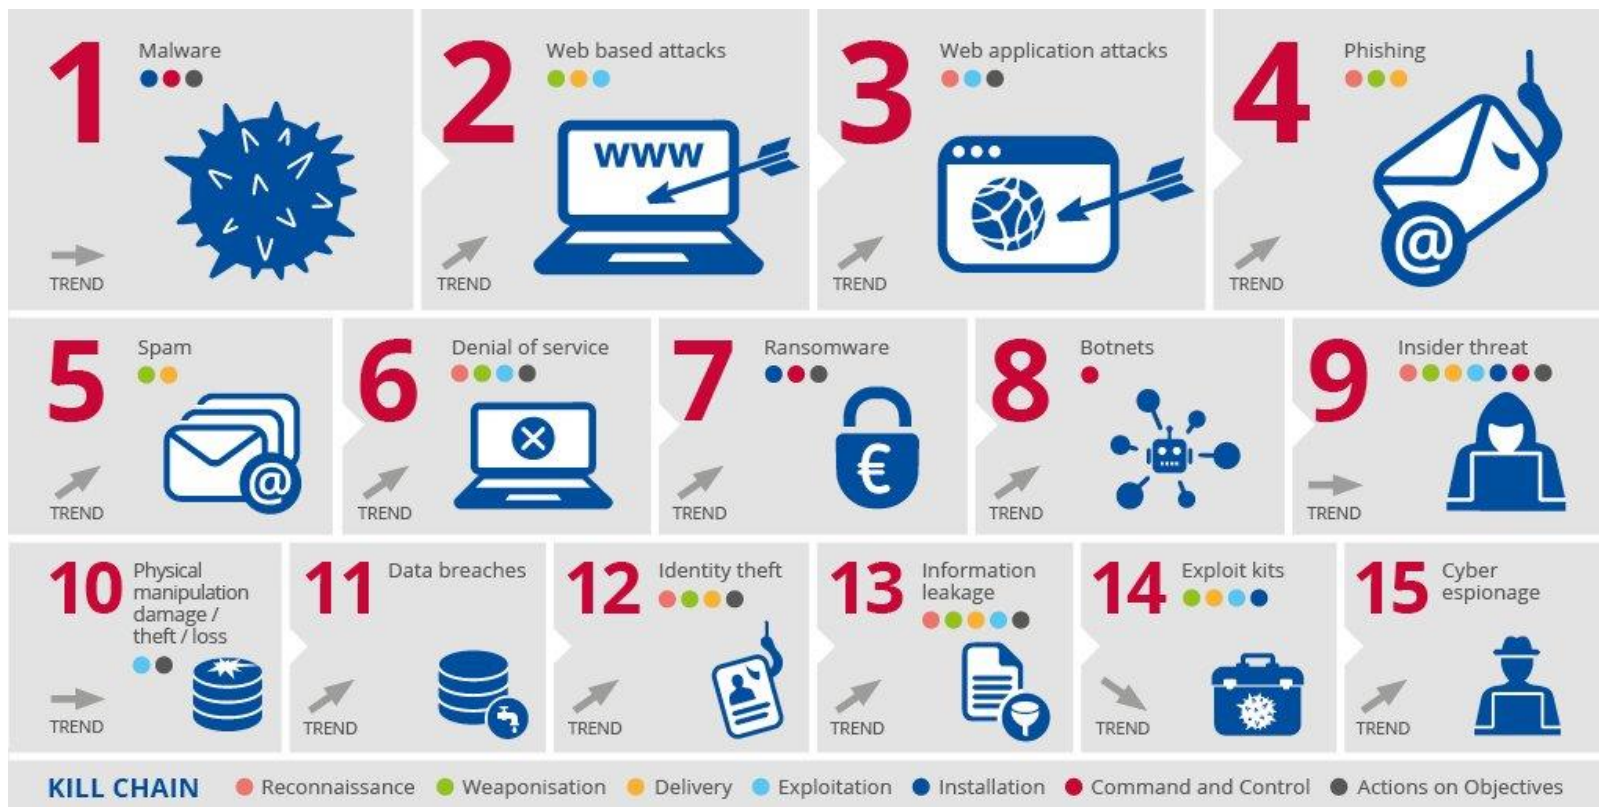 1
Malware
TREND
2
Web based attacks
WWW
TREND
3
Web application attacks
TREND
4
Phishing
@
TREND
5
Spam
@
TREND
6
Denial of service
TREND
7
Ransomware
€
TREND
8
Botnets
TREND
9
Insider threat
TREND
10
Physical
manipulation
damage /
theft / loss
TREND
11
Data breaches
TREND
12
Identity theft
TREND
13
Information
leakage
TREND
14
Exploit kits
TREND
15
Cyber
espionage
TREND
KILL CHAIN Reconnaissance Weaponisation Delivery Exploitation Installation Command and Control Actions on Objectives